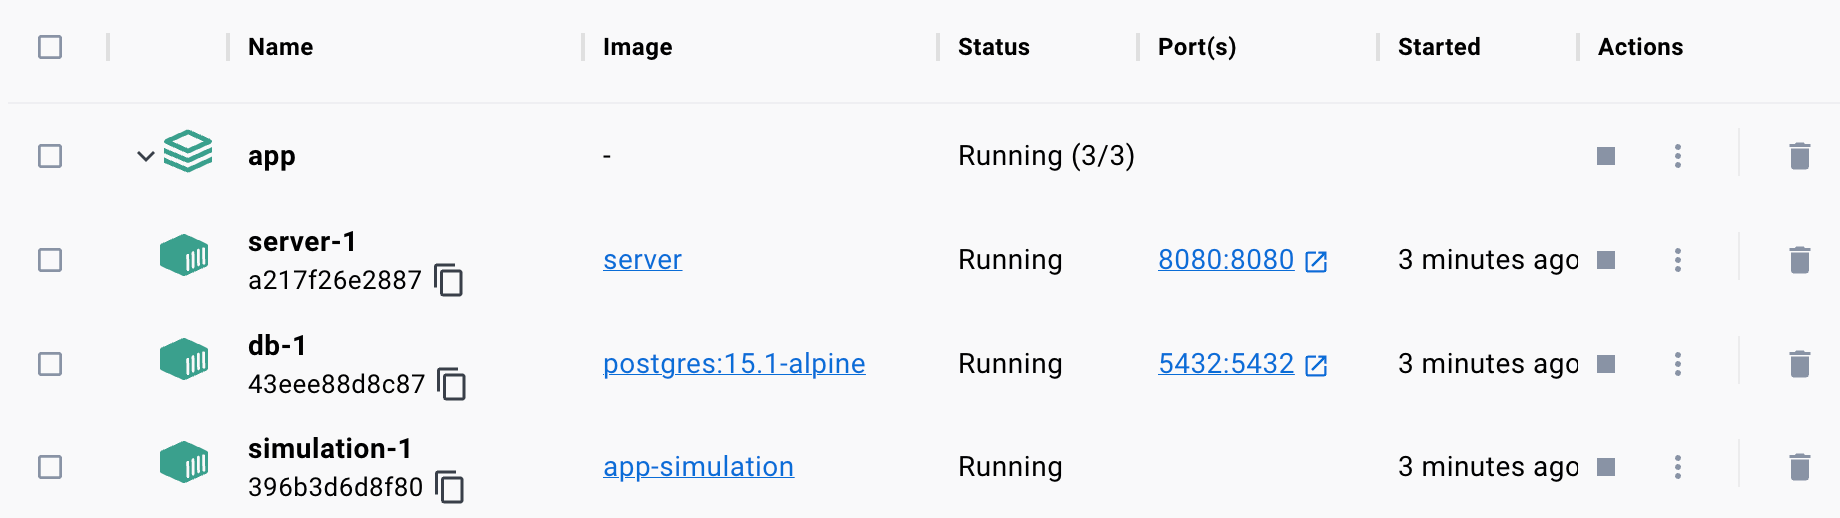 Name Image Status Port(s) Started Actions
app - Running (3/3)
server-1
a217f26e2887 server Running 8080:8080 3 minutes ago
db-1
43eee88d8c87 postgres:15.1-alpine Running 5432:5432 3 minutes ago
simulation-1
396b3d6d8f80 app-simulation Running 3 minutes ago